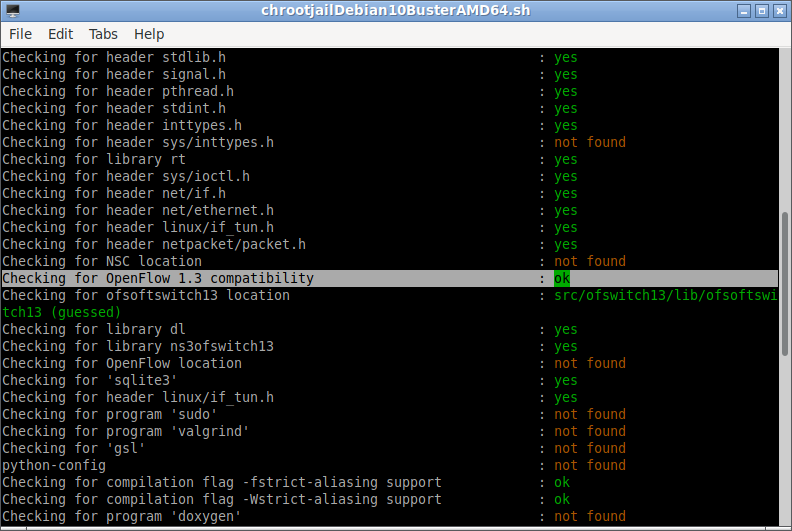 chrootjailDebian10BusterAMD64.sh
File Edit Tabs Help
Checking for header stdlib.h : yes
Checking for header signal.h : yes
Checking for header pthread.h : yes
Checking for header stdint.h : yes
Checking for header inttypes.h : yes
Checking for header sys/inttypes.h : not found
Checking for library rt : yes
Checking for header sys/ioctl.h : yes
Checking for header net/if.h : yes
Checking for header net/ethernet.h : yes
Checking for header linux/if_tun.h : yes
Checking for header netpacket/packet.h : yes
Checking for NSC location : not found
Checking for OpenFlow 1.3 compatibility : ok
Checking for ofsoftswitch13 location : src/ofswitch13/lib/ofsoftswi
tch13 (guessed)
Checking for library dl : yes
Checking for library ns3ofswitch13 : yes
Checking for OpenFlow location : not found
Checking for 'sqlite3' : yes
Checking for header linux/if_tun.h : yes
Checking for program 'sudo' : not found
Checking for program 'valgrind' : not found
Checking for 'gsl' : not found
python-config : not found
Checking for compilation flag -fstrict-aliasing support : ok
Checking for compilation flag -Wstrict-aliasing support : ok
Checking for program 'doxygen' : not found